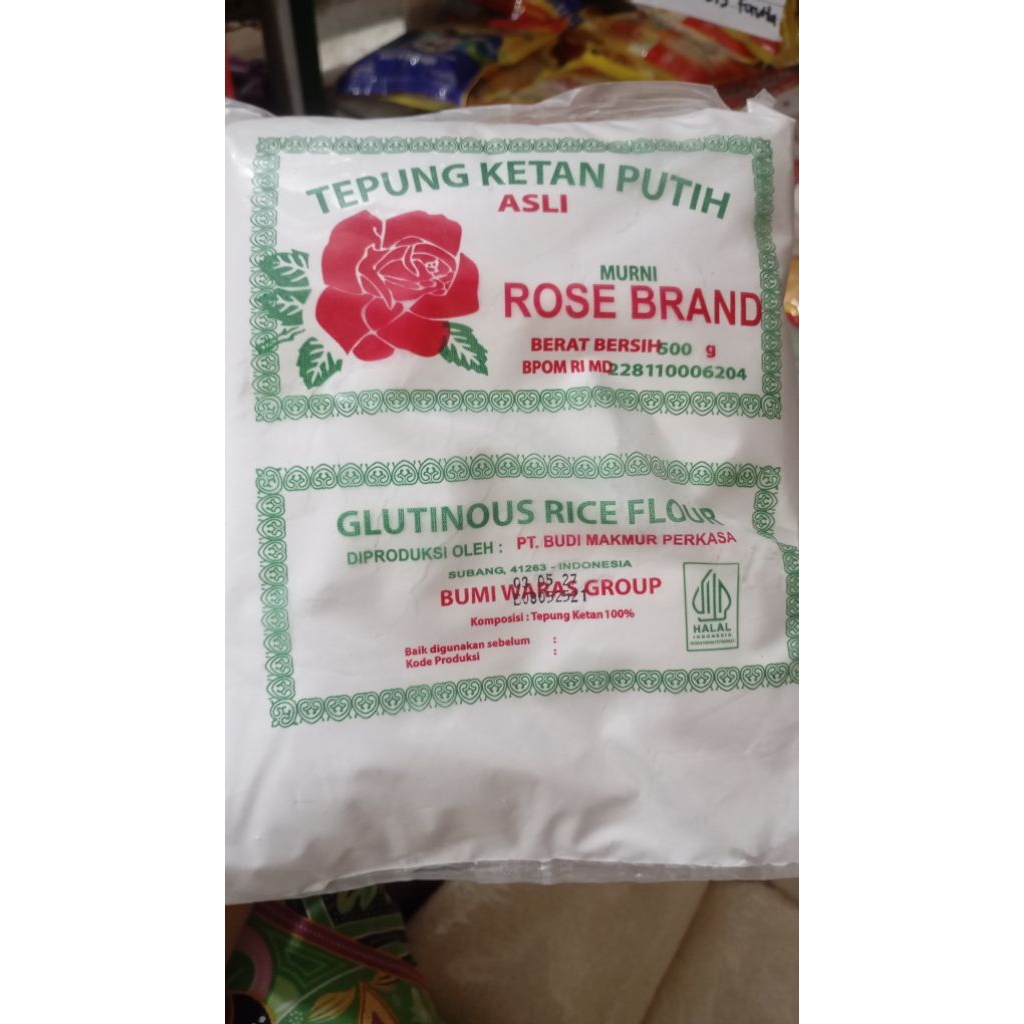 TEPUNG KETAN PUTIH
ASLI
MURNI
ROSE BRAND
BERAT BERSIH 500 g
BPOM RI MD 228110006204
GLUTINOUS RICE FLOUR
DIPRODUKSI OLEH : PT. BUDI MAKMUR PERKASA
SUBANG, 41263 - INDONESIA
BUMI WARAS GROUP
Komposisi : Tepung Ketan 100%
Baik digunakan sebelum :
Kode Produksi :
HALAL
INDONESIA